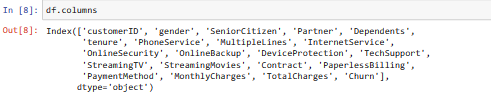 In [8]: df.columns
Out[8]: Index(['customerID', 'gender', 'SeniorCitizen', 'Partner', 'Dependents',
'tenure', 'PhoneService', 'MultipleLines', 'InternetService',
'OnlineSecurity', 'OnlineBackup', 'DeviceProtection', 'TechSupport',
'StreamingTV', 'StreamingMovies', 'Contract', 'PaperlessBilling',
'PaymentMethod', 'MonthlyCharges', 'TotalCharges', 'Churn'],
dtype='object')